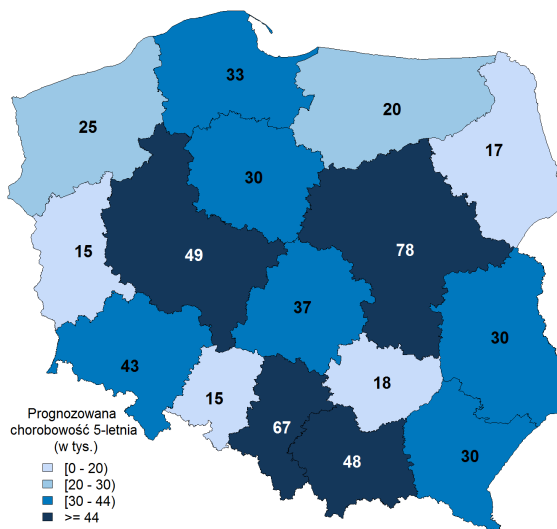 33
25
20
17
30
49
78
15
37
30
43
18
15
67
48
30
Prognozowana
chorobowość 5-letnia
(w tys.)
[0 - 20)
[20 - 30)
[30 - 44)
>= 44